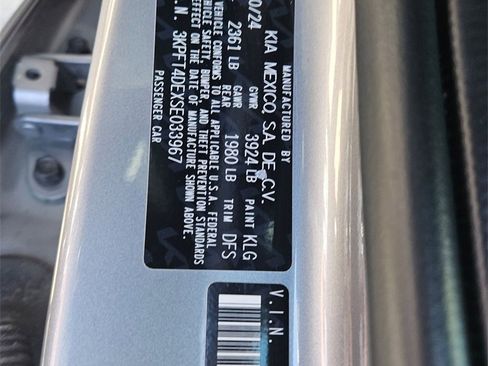 MANUFACTURED BY
0/24 KIA MEXICO, S.A. DE C.V.
GVWR 3924 LB PAINT KLG
GAWR
2361 LB REAR 1980 LB TRIM DFS
VEHICLE CONFORMS TO ALL APPLICABLE U.S.A. FEDERAL
VEHICLE SAFETY, BUMPER, AND THEFT PREVENTION STANDARDS
EFFECT ON THE DATE OF MANUFACTURE SHOWN ABOVE.
I.N. 3KPFT4DEXSE033967
PASSENGER CAR
V.I.N.